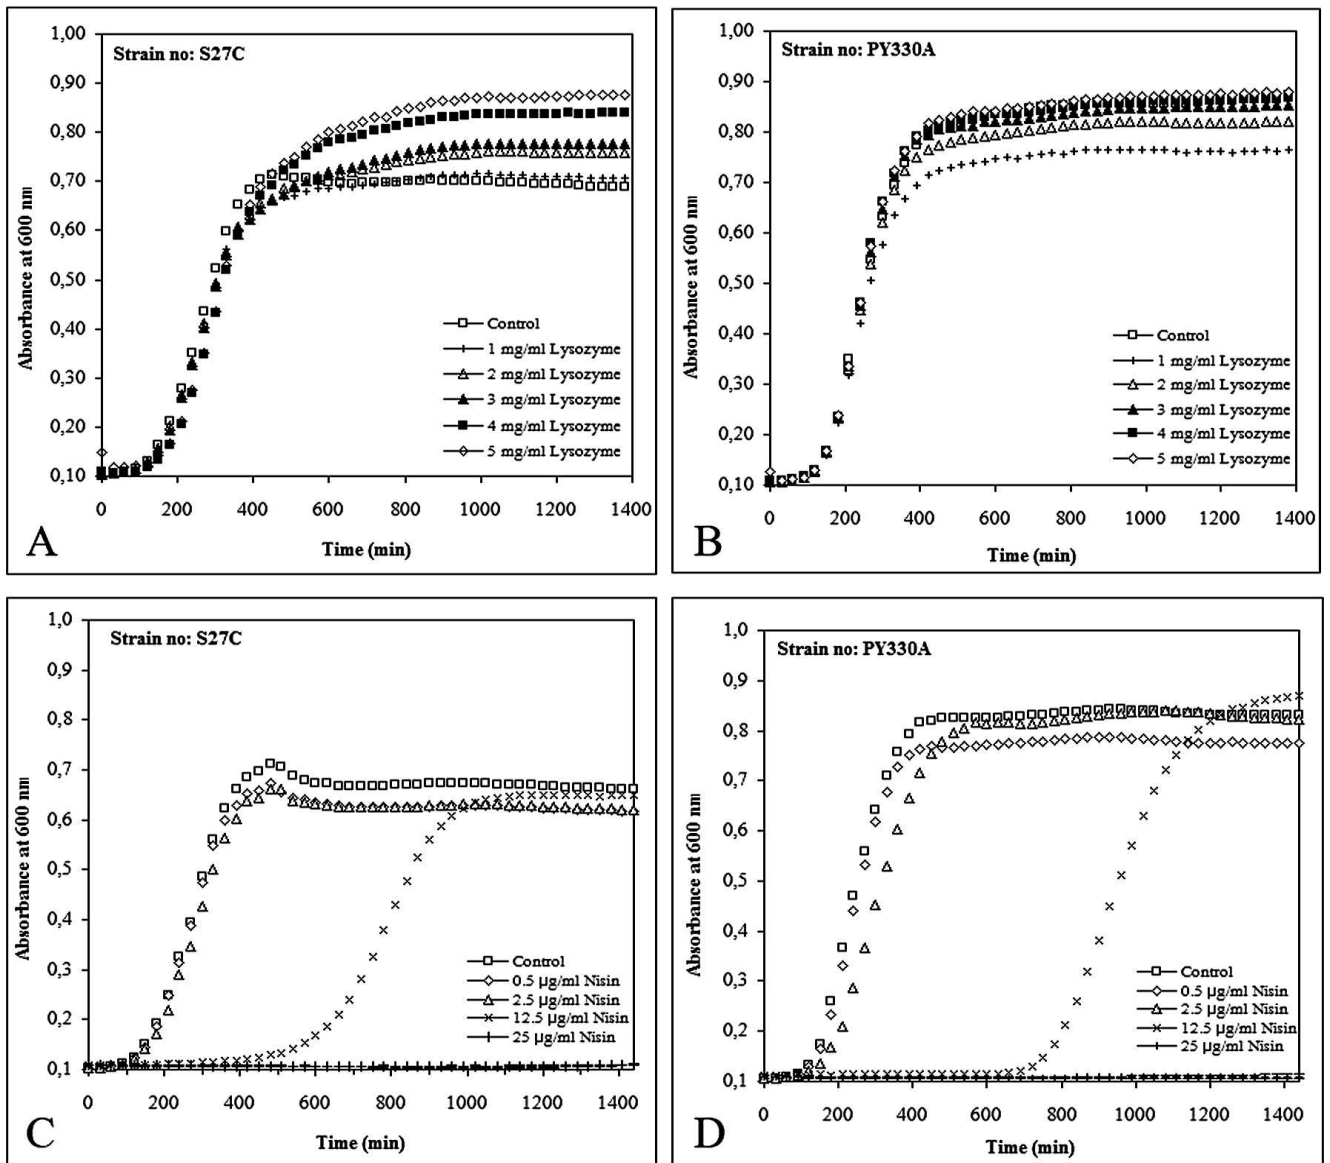 Strain no: S27C
Absorbance at 600 nm
1,00
0,90
0,80
0,70
0,60
0,50
0,40
0,30
0,20
0,10
Control
1 mg/ml Lysozyme
2 mg/ml Lysozyme
3 mg/ml Lysozyme
4 mg/ml Lysozyme
5 mg/ml Lysozyme
0 200 400 600 800 1000 1200 1400
Time (min)
A
Strain no: PY330A
Absorbance at 600 nm
1,00
0,90
0,80
0,70
0,60
0,50
0,40
0,30
0,20
0,10
Control
1 mg/ml Lysozyme
2 mg/ml Lysozyme
3 mg/ml Lysozyme
4 mg/ml Lysozyme
5 mg/ml Lysozyme
0 200 400 600 800 1000 1200 1400
Time (min)
B
Strain no: S27C
Absorbance at 600 nm
1,0
0,9
0,8
0,7
0,6
0,5
0,4
0,3
0,2
0,1
Control
0.5 µg/ml Nisin
2.5 µg/ml Nisin
12.5 µg/ml Nisin
25 µg/ml Nisin
0 200 400 600 800 1000 1200 1400
Time (min)
C
Strain no: PY330A
Absorbance at 600 nm
1,0
0,9
0,8
0,7
0,6
0,5
0,4
0,3
0,2
0,1
Control
0.5 µg/ml Nisin
2.5 µg/ml Nisin
12.5 µg/ml Nisin
25 µg/ml Nisin
0 200 400 600 800 1000 1200 1400
Time (min)
D